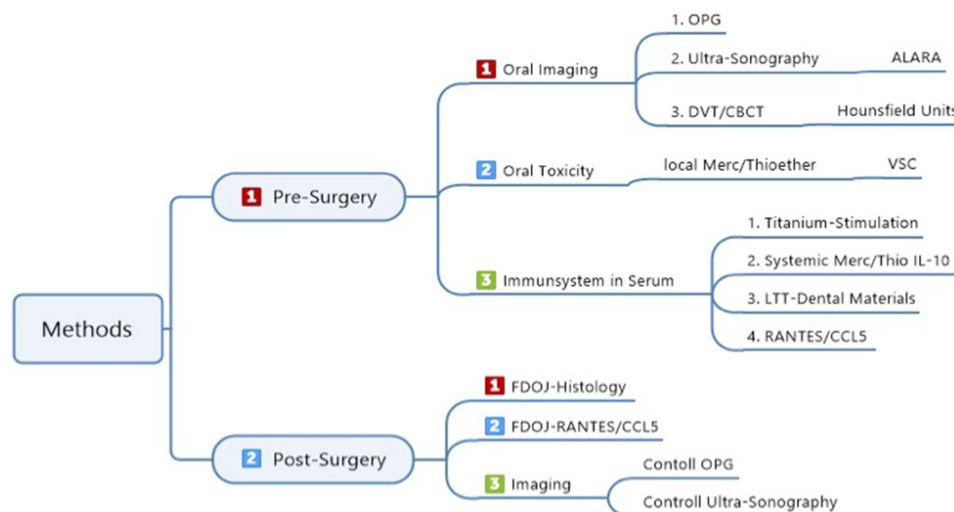 Methods
1 Pre-Surgery
1 Oral Imaging
1. OPG
2. Ultra-Sonography
ALARA
3. DVT/CBCT
Hounsfield Units
2 Oral Toxicity
local Merc/Thioether
VSC
3 Immunsystem in Serum
1. Titanium-Stimulation
2. Systemic Merc/Thio IL-10
3. LTT-Dental Materials
4. RANTES/CCL5
2 Post-Surgery
1 FDOJ-Histology
2 FDOJ-RANTES/CCL5
3 Imaging
Contoll OPG
Controll Ultra-Sonography